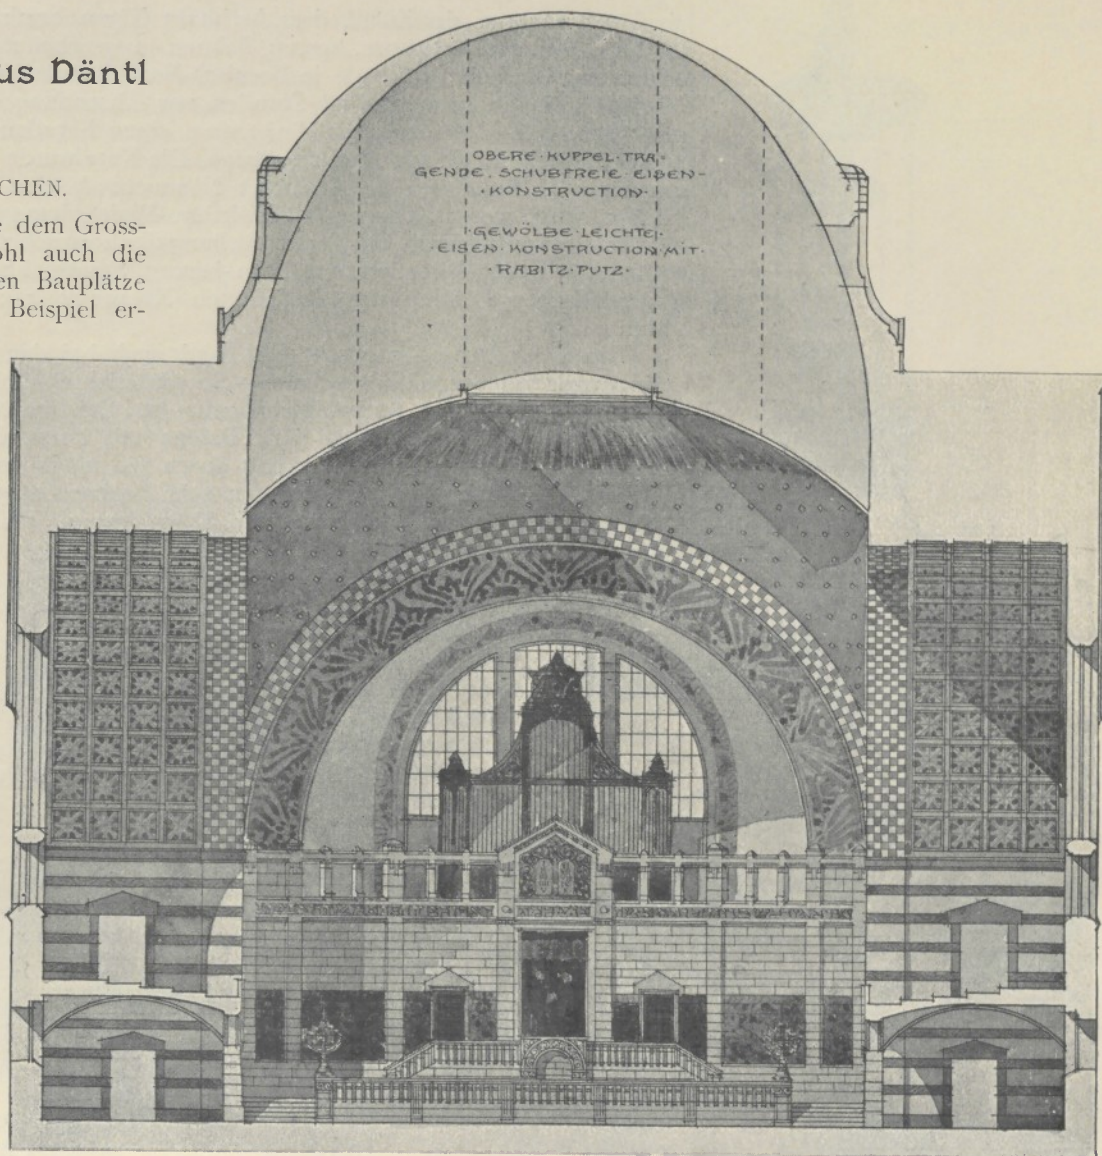 us Däntl
CHEN.
e dem Gross-
ohl auch die
en Bauplätze
Beispiel er-
OBERE·KUPPEL·TRA-
GENDE. SCHUBFREIE EISEN-
·KONSTRUCTION·
·GEWÖLBE·LEICHTE·
·EISEN·KONSTRUCTION·MIT·
·RABITZ·PUTZ·